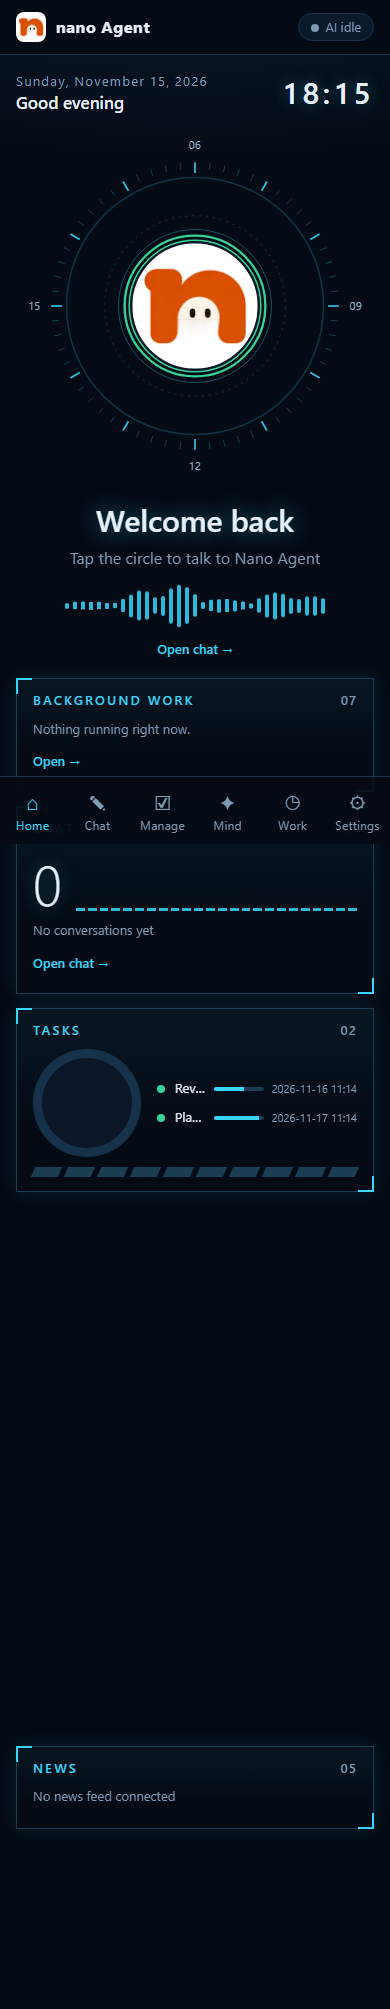 nano Agent
AI idle
Sunday, November 15, 2026
Good evening
18:15
06
15
09
12
Welcome back
Tap the circle to talk to Nano Agent
Open chat →
BACKGROUND WORK
07
Nothing running right now.
Open →
Home
Chat
Manage
Mind
Work
Settings
0
No conversations yet
Open chat →
TASKS
02
Rev...
2026-11-16 11:14
Pla...
2026-11-17 11:14
NEWS
05
No news feed connected